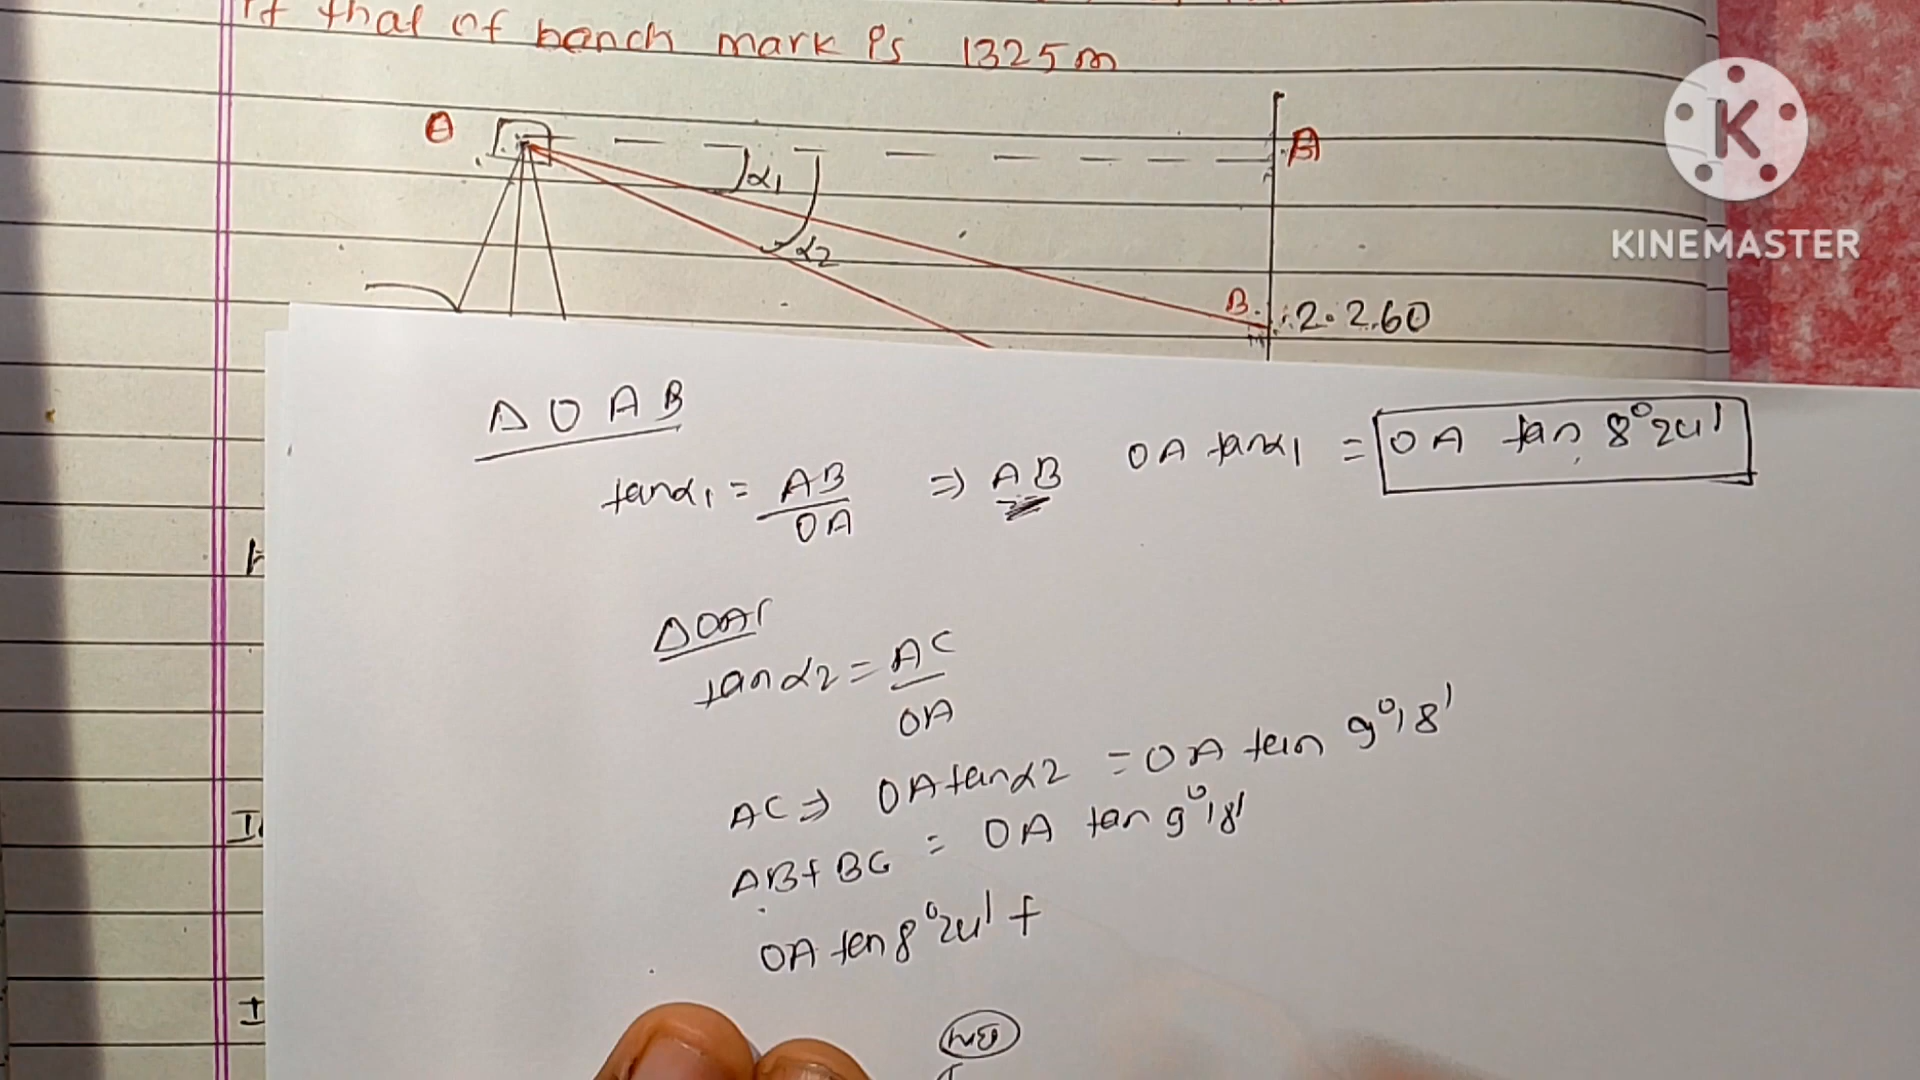 If that of bench mark Ps 1325m
K
KINEMASTER
O
A
α1
α2
B
2.260
Δ OAB
tanα1 = AB/OA ⇒ AB OA tanα1 = OA tan 8°24'
ΔOAC
tanα2 = AC/OA
AC ⇒ OA tanα2 = OA tan 9°18'
AB+BC = OA tan 9°18'
OA tan 8°24' +